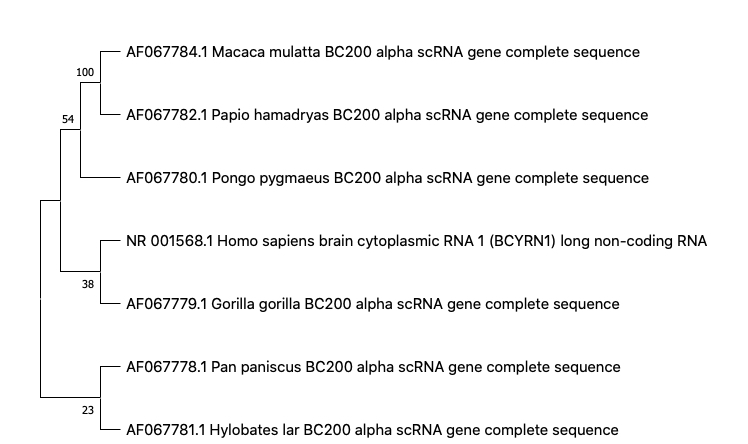 AF067784.1 Macaca mulatta BC200 alpha scRNA gene complete sequence
100
AF067782.1 Papio hamadryas BC200 alpha scRNA gene complete sequence
54
AF067780.1 Pongo pygmaeus BC200 alpha scRNA gene complete sequence
NR 001568.1 Homo sapiens brain cytoplasmic RNA 1 (BCYRN1) long non-coding RNA
38
AF067779.1 Gorilla gorilla BC200 alpha scRNA gene complete sequence
AF067778.1 Pan paniscus BC200 alpha scRNA gene complete sequence
23
AF067781.1 Hylobates lar BC200 alpha scRNA gene complete sequence